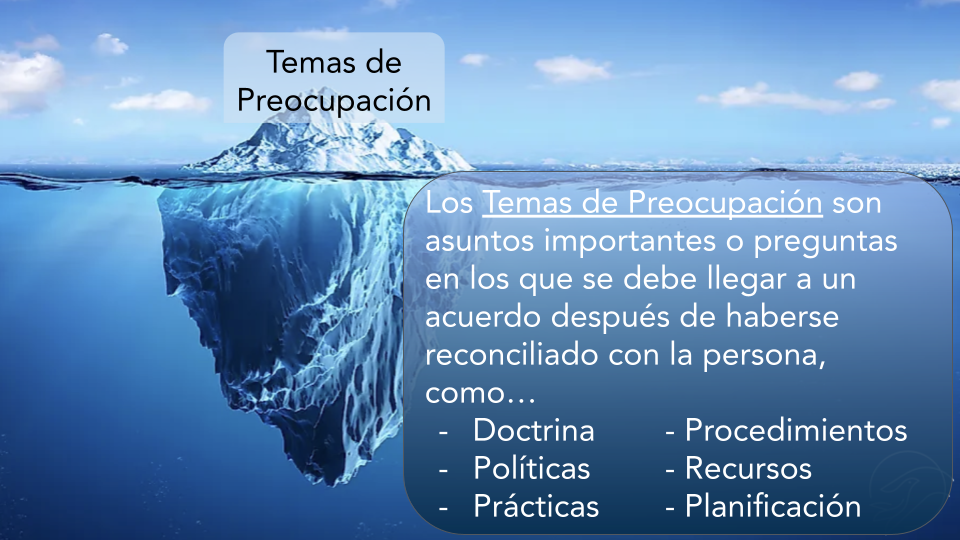 Temas de
Preocupación
Los Temas de Preocupación son
asuntos importantes o preguntas
en los que se debe llegar a un
acuerdo después de haberse
reconciliado con la persona,
como…
- Doctrina - Procedimientos
- Políticas - Recursos
- Prácticas - Planificación